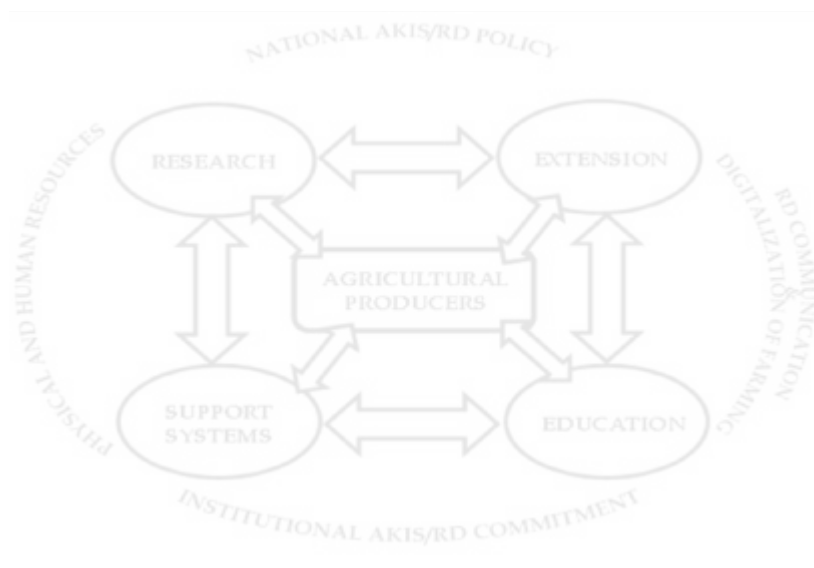 NATIONAL AKIS/RD POLICY
RESEARCH
EXTENSION
PHYSICAL AND HUMAN RESOURCES
AGRICULTURAL
PRODUCERS
DIGITALIZATION OF FARMING
&
RD COMMUNICATION
SUPPORT
SYSTEMS
EDUCATION
INSTITUTIONAL AKIS/RD COMMITMENT